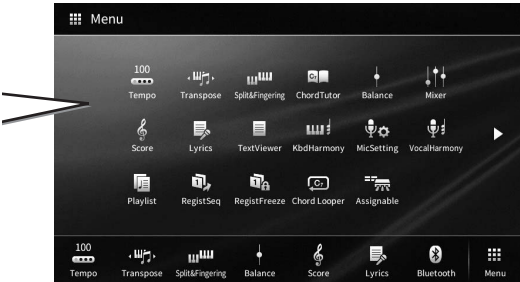 Menu
100
Tempo Transpose Split&Fingering ChordTutor Balance Mixer
Score Lyrics TextViewer KbdHarmony MicSetting VocalHarmony
Playlist RegistSeq RegistFreeze Chord Looper Assignable
100
Tempo Transpose Split&Fingering Balance Score Lyrics Bluetooth Menu